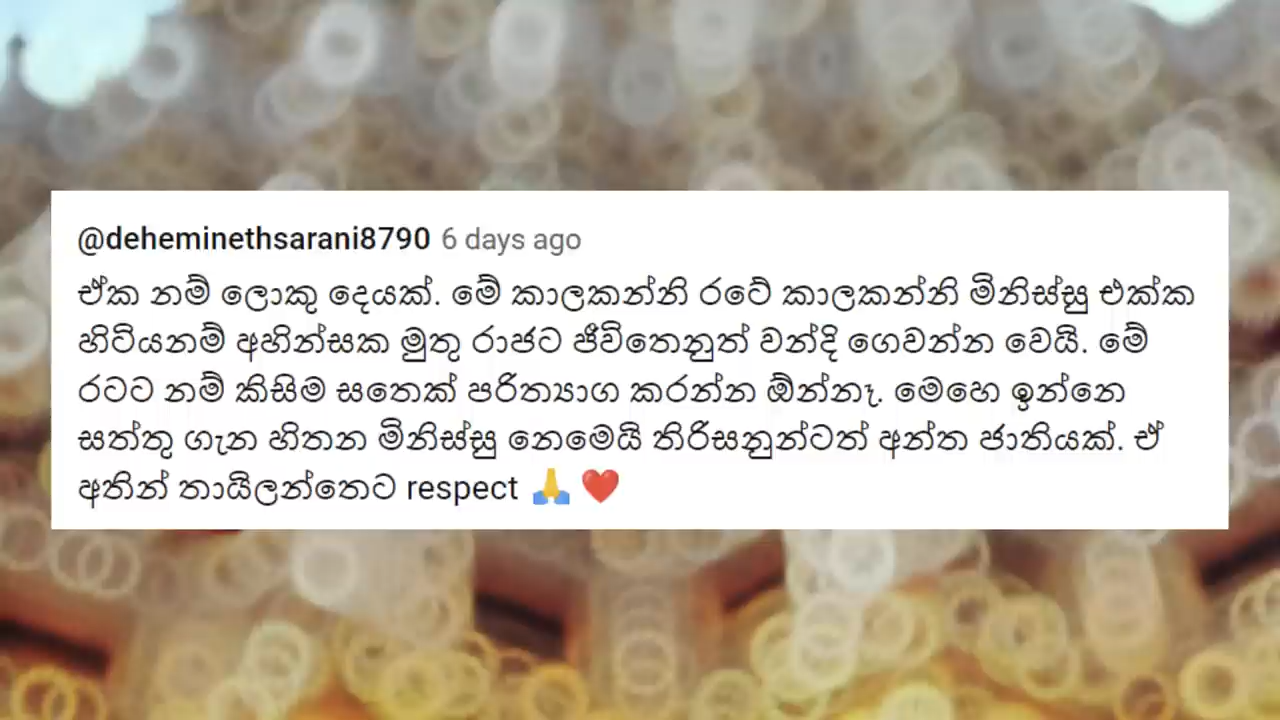 @deheminethsarani8790 6 days ago
ඒක නම් ලොකු දෙයක්. මේ කාලකන්නි රටේ කාලකන්නි මිනිස්සු එක්ක
හිටියනම් අහින්සක මුතු රාජට ජීවිතෙනුත් වන්දි ගෙවන්න වෙයි. මේ
රටට නම් කිසිම සතෙක් පරිත්‍යාග කරන්න ඕන්නෑ. මෙහෙ ඉන්නෙ
සත්තු ගැන හිතන මිනිස්සු නෙමෙයි තිරිසනුන්ටත් අන්ත ජාතියක්. ඒ
අතින් තායිලන්තෙට respect 🙏 ❤️